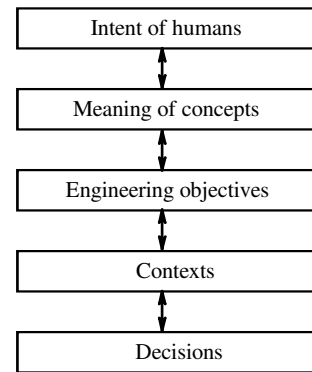 Intent of humans
Meaning of concepts
Engineering objectives
Contexts
Decisions